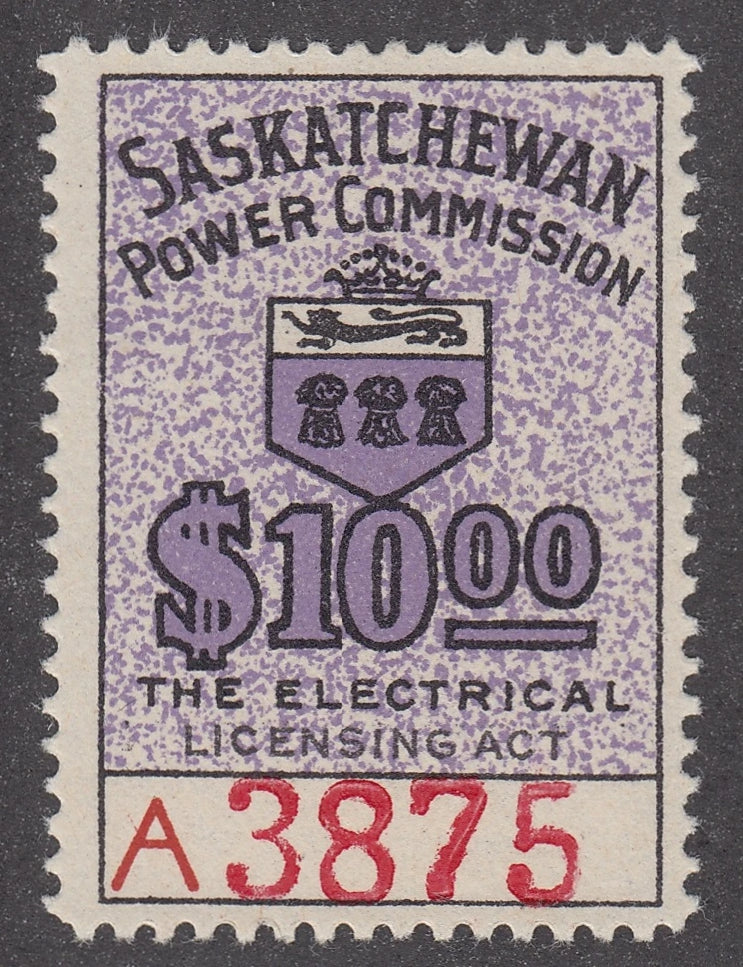 SASKATCHEWAN
POWER COMMISSION
$10.00
THE ELECTRICAL
LICENSING ACT
A 3875